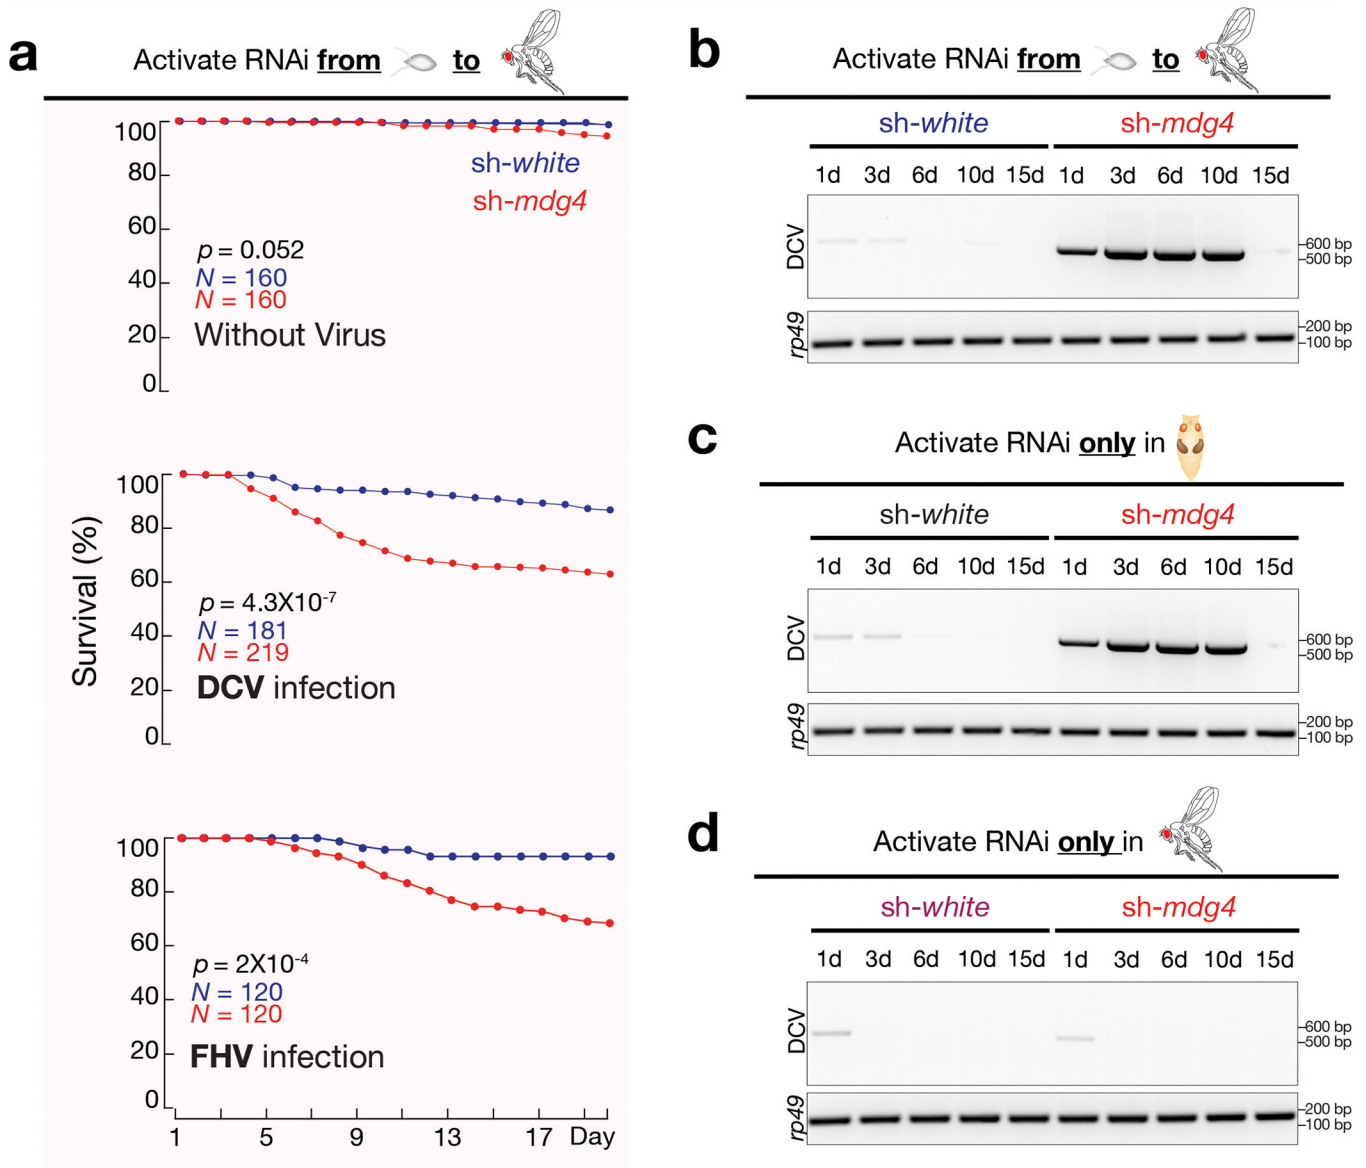 a
Activate RNAi from to
100
80
60
40
20
0
sh-white
sh-mdg4
p = 0.052
N = 160
N = 160
Without Virus
Survival (%)
100
80
60
40
20
0
p = 4.3X10-7
N = 181
N = 219
DCV infection
100
80
60
40
20
0
p = 2X10-4
N = 120
N = 120
FHV infection
1 5 9 13 17 Day
b
Activate RNAi from to
sh-white sh-mdg4
1d 3d 6d 10d 15d 1d 3d 6d 10d 15d
DCV
600 bp
500 bp
rp49
200 bp
100 bp
c
Activate RNAi only in
sh-white sh-mdg4
1d 3d 6d 10d 15d 1d 3d 6d 10d 15d
DCV
600 bp
500 bp
rp49
200 bp
100 bp
d
Activate RNAi only in
sh-white sh-mdg4
1d 3d 6d 10d 15d 1d 3d 6d 10d 15d
DCV
600 bp
500 bp
rp49
200 bp
100 bp